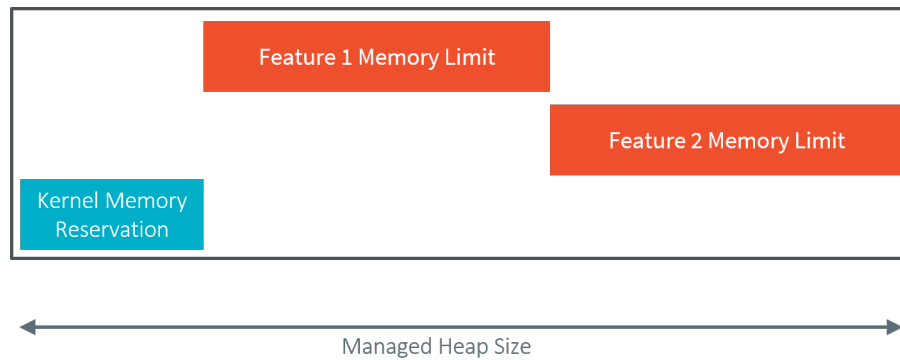 Feature 1 Memory Limit
Feature 2 Memory Limit
Kernel Memory
Reservation
Managed Heap Size